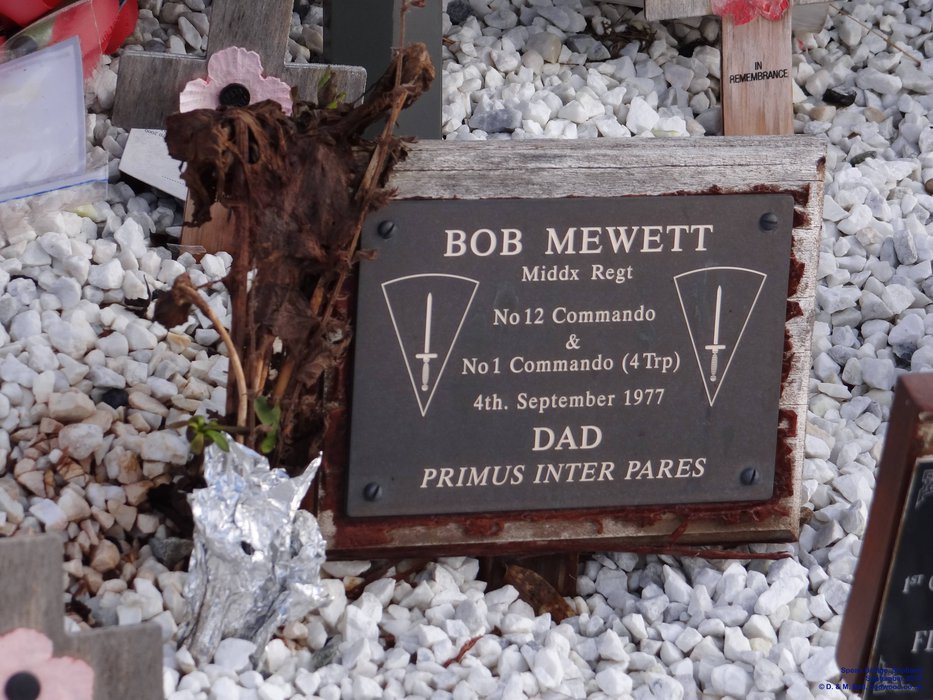 IN
REMEMBRANCE
BOB MEWETT
Middx Regt
No 12 Commando
&
No 1 Commando (4 Trp)
4th. September 1977
DAD
PRIMUS INTER PARES
1ST